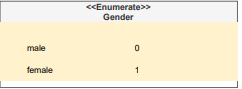 <<Enumerate>>
Gender
male 0
female 1